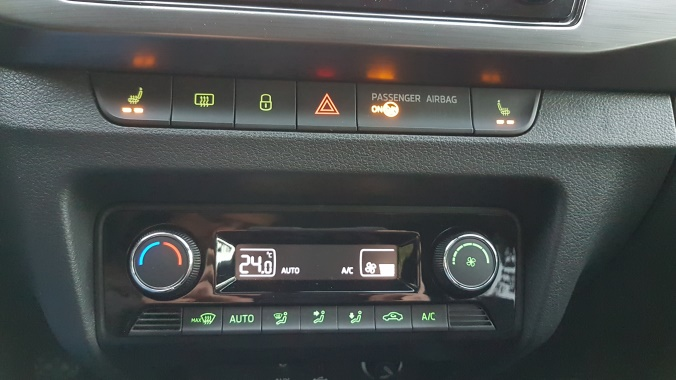 PASSENGER AIRBAG
ON
24.0 °C AUTO A/C
MAX AUTO A/C